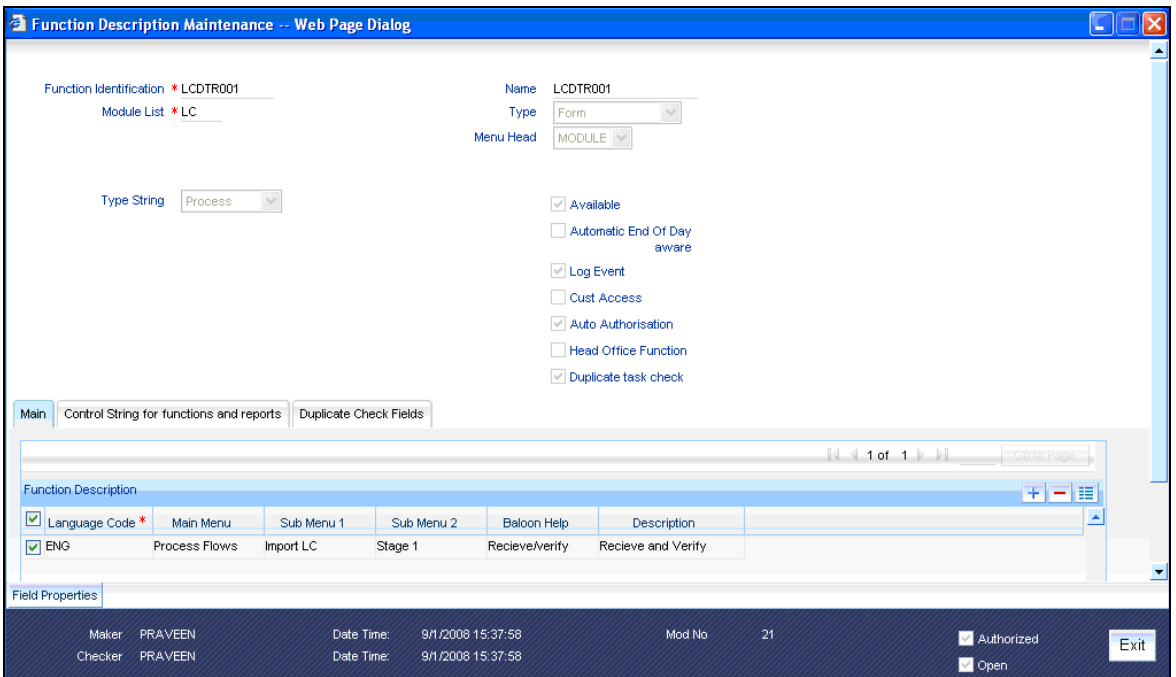 Function Description Maintenance -- Web Page Dialog
Function Identification * LCDTR001 Name LCDTR001
Module List * LC Type Form
Menu Head MODULE
Type String Process Available
Automatic End Of Day
aware
Log Event
Cust Access
Auto Authorisation
Head Office Function
Duplicate task check
Main Control String for functions and reports Duplicate Check Fields
1 of 1 Go to Page
Function Description
Language Code * Main Menu Sub Menu 1 Sub Menu 2 Baloon Help Description
ENG Process Flows Import LC Stage 1 Recieve/verify Recieve and Verify
Field Properties
Maker PRAVEEN Date Time: 9/1/2008 15:37:58 Mod No 21 Authorized
Exit
Checker PRAVEEN Date Time: 9/1/2008 15:37:58 Open